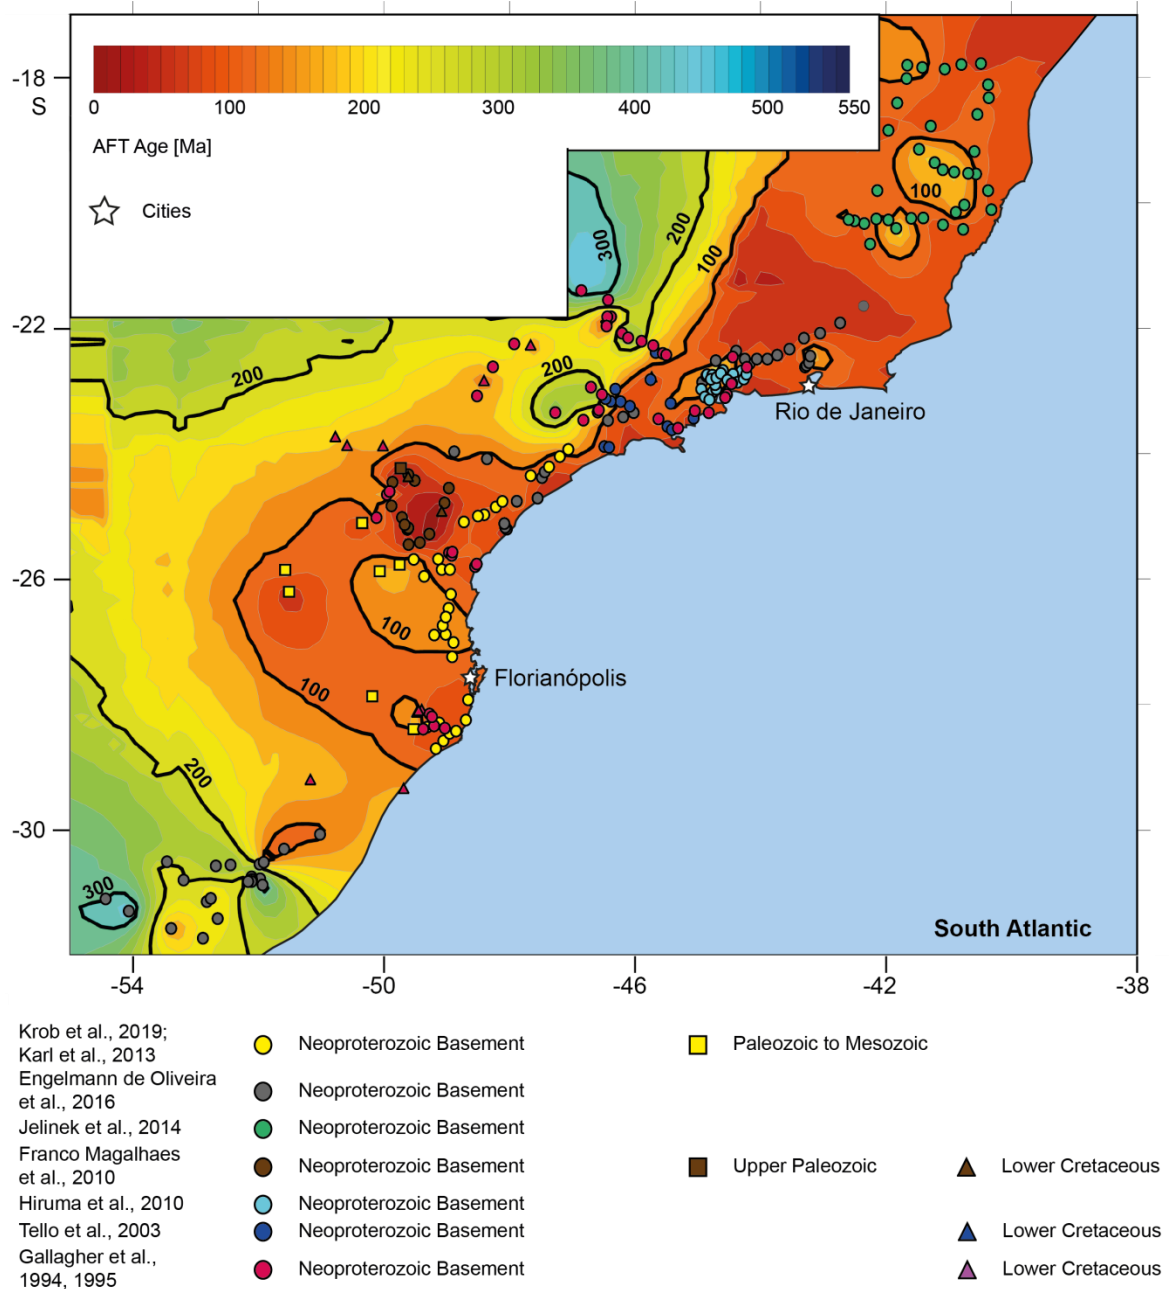 -18
S
0 100 200 300 400 500 550
AFT Age [Ma]
Cities
100
300
200
100
-22
200
200
Rio de Janeiro
-26
100
Florianópolis
100
200
-30
300
South Atlantic
-54 -50 -46 -42 -38
Krob et al., 2019;
Karl et al., 2013
Neoproterozoic Basement
Paleozoic to Mesozoic
Engelmann de Oliveira
et al., 2016
Neoproterozoic Basement
Jelinek et al., 2014
Neoproterozoic Basement
Franco Magalhaes
et al., 2010
Neoproterozoic Basement
Upper Paleozoic
Lower Cretaceous
Hiruma et al., 2010
Neoproterozoic Basement
Tello et al., 2003
Neoproterozoic Basement
Lower Cretaceous
Gallagher et al.,
1994, 1995
Neoproterozoic Basement
Lower Cretaceous